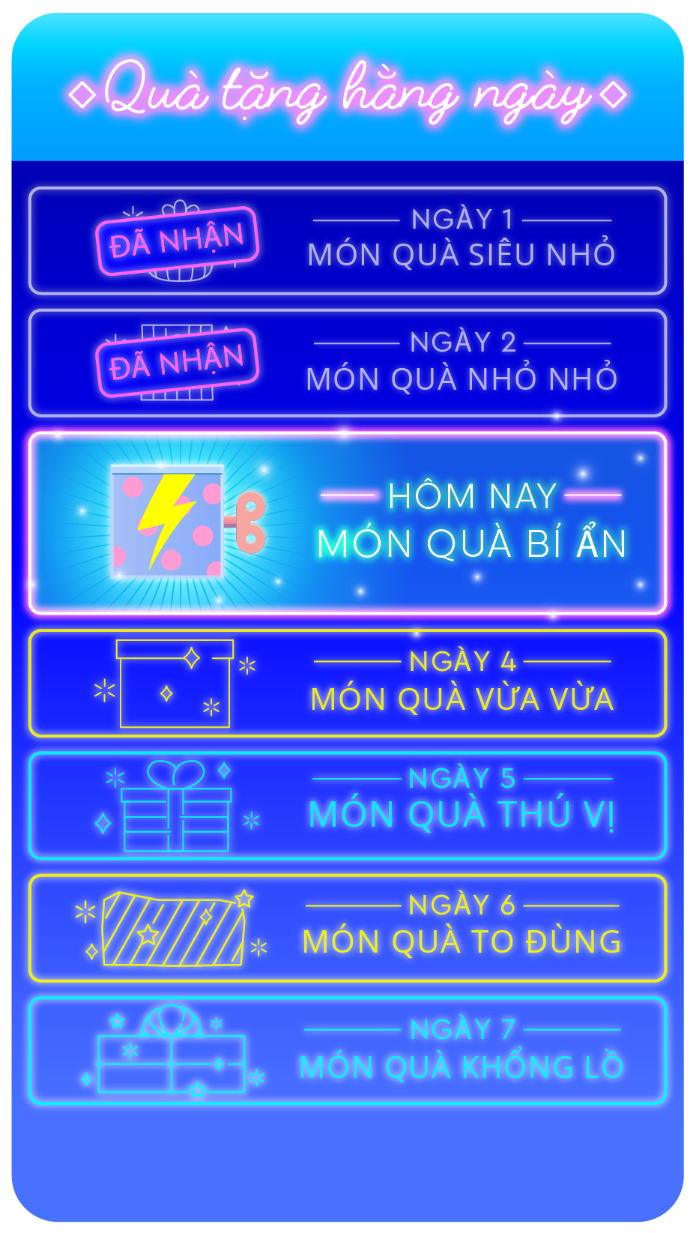 Quà tặng hằng ngày
ĐÃ NHẬN
NGÀY 1
MÓN QUÀ SIÊU NHỎ
ĐÃ NHẬN
NGÀY 2
MÓN QUÀ NHỎ NHỎ
HÔM NAY
MÓN QUÀ BÍ ẨN
NGÀY 4
MÓN QUÀ VỪA VỪA
NGÀY 5
MÓN QUÀ THÚ VỊ
NGÀY 6
MÓN QUÀ TO ĐÙNG
NGÀY 7
MÓN QUÀ KHỔNG LỒ